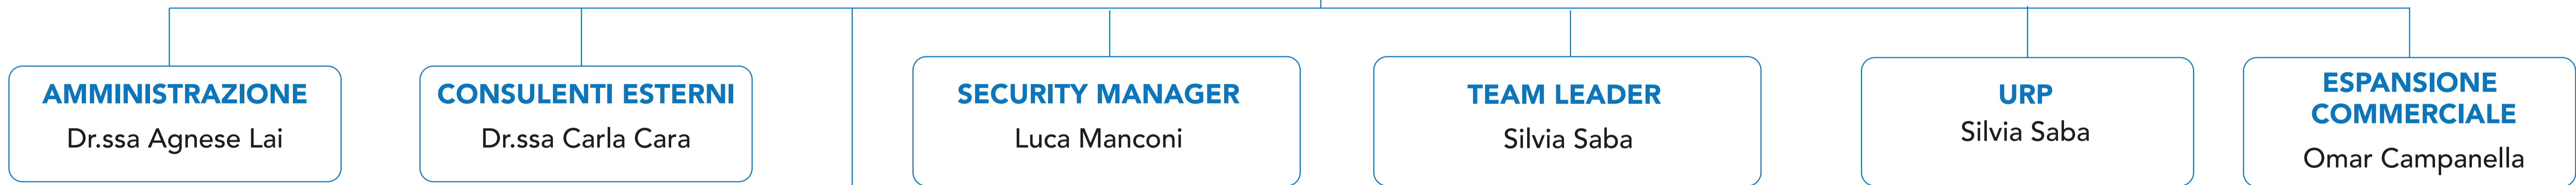 AMMINISTRAZIONE
Dr.ssa Agnese Lai
CONSULENTI ESTERNI
Dr.ssa Carla Cara
SECURITY MANAGER
Luca Manconi
TEAM LEADER
Silvia Saba
URP
Silvia Saba
ESPANSIONE
COMMERCIALE
Omar Campanella